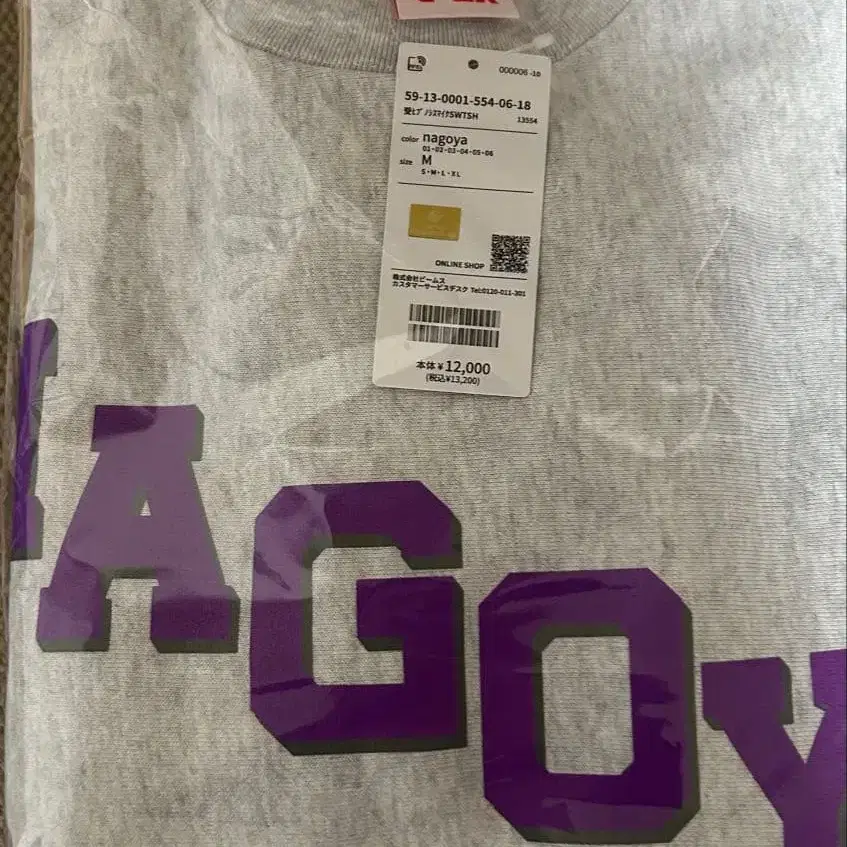 RFID
000006 -10
59-13-0001-554-06-18
13554
color nagoya
01・02・03・04・05・06
size M
S・M・L・XL
ONLINE SHOP
株式会社ビームス
カスタマーサービスデスク Tel:0120-011-301
本体¥12,000
(税込¥13,200)
AGOY